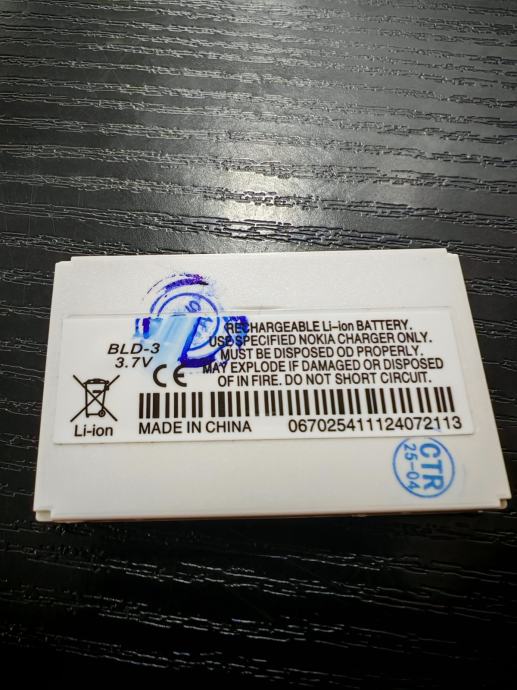 RECHARGEABLE Li-ion BATTERY.
USE SPECIFIED NOKIA CHARGER ONLY.
MUST BE DISPOSED OD PROPERLY.
MAY EXPLODE IF DAMAGED OR DISPOSED
OF IN FIRE. DO NOT SHORT CIRCUIT.
BLD-3
3.7V
CE
Li-ion
MADE IN CHINA
067025411124072113
CTR
25-04